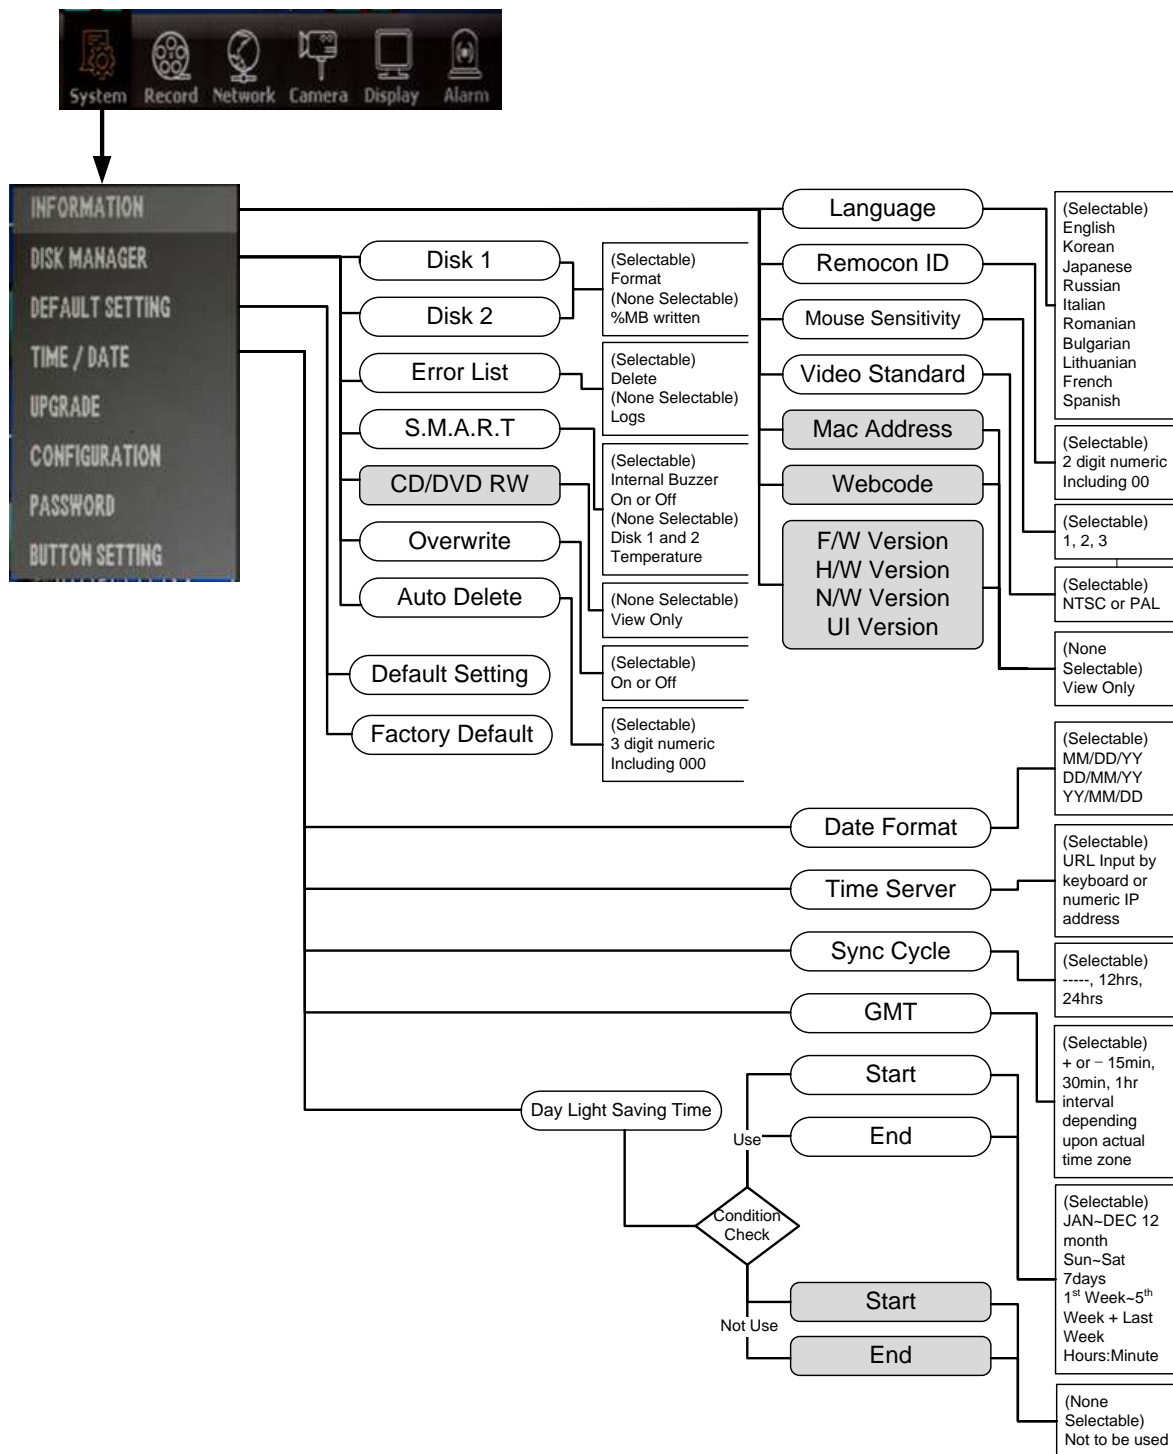 System Record Network Camera Display Alarm
INFORMATION
DISK MANAGER
DEFAULT SETTING
TIME / DATE
UPGRADE
CONFIGURATION
PASSWORD
BUTTON SETTING
Disk 1
Disk 2
Error List
S.M.A.R.T
CD/DVD RW
Overwrite
Auto Delete
Default Setting
Factory Default
(Selectable)
Format
(None Selectable)
%MB written
(Selectable)
Delete
(None Selectable)
Logs
(Selectable)
Internal Buzzer
On or Off
(None Selectable)
Disk 1 and 2
Temperature
(None Selectable)
View Only
(Selectable)
On or Off
(Selectable)
3 digit numeric
Including 000
Language
Remocon ID
Mouse Sensitivity
Video Standard
Mac Address
Webcode
F/W Version
H/W Version
N/W Version
UI Version
(Selectable)
English
Korean
Japanese
Russian
Italian
Romanian
Bulgarian
Lithuanian
French
Spanish
(Selectable)
2 digit numeric
Including 00
(Selectable)
1, 2, 3
(Selectable)
NTSC or PAL
(None
Selectable)
View Only
Date Format
Time Server
Sync Cycle
GMT
(Selectable)
MM/DD/YY
DD/MM/YY
YY/MM/DD
(Selectable)
URL Input by
keyboard or
numeric IP
address
(Selectable)
-----, 12hrs,
24hrs
(Selectable)
+ or – 15min,
30min, 1hr
interval
depending
upon actual
time zone
Day Light Saving Time
Condition
Check
Use
Start
End
Not Use
Start
End
(Selectable)
JAN~DEC 12
month
Sun~Sat
7days
1st Week~5th
Week + Last
Week
Hours:Minute
(None
Selectable)
Not to be used